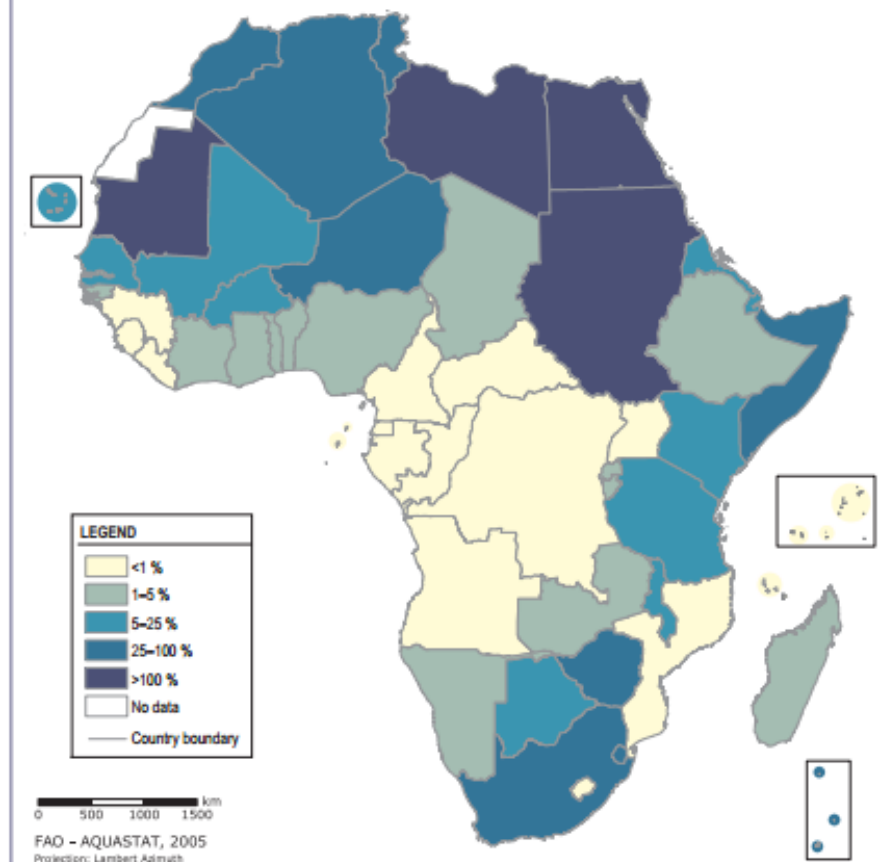 LEGEND
<1 %
1–5 %
5–25 %
25–100 %
>100 %
No data
Country boundary
km
0 500 1000 1500
FAO – AQUASTAT, 2005
Projection: Lambert Azimuth